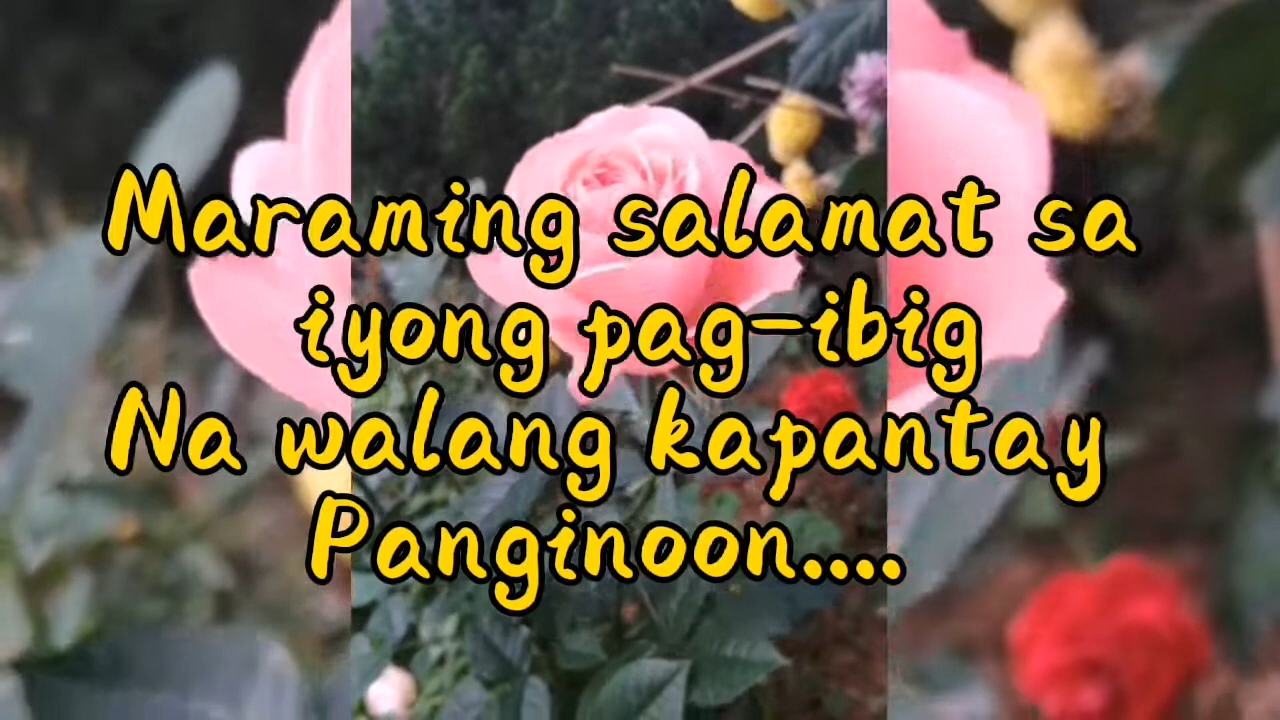 Maraming salamat sa
iyong pag-ibig
Na walang kapantay
Panginoon....